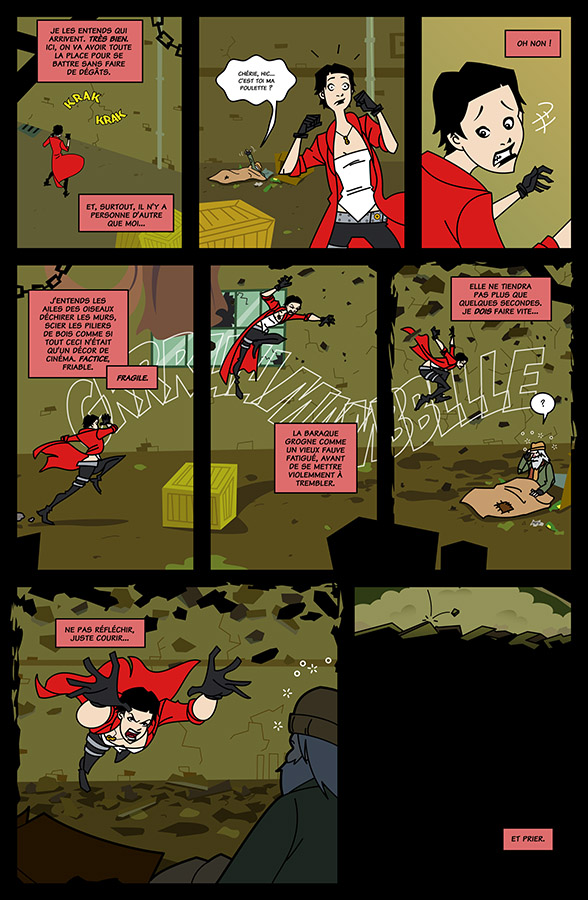 JE LES ENTENDS QUI
ARRIVENT. TRÈS BIEN.
ICI, ON VA AVOIR TOUTE
LA PLACE POUR SE
BATTRE SANS FAIRE
DE DÉGÂTS.
KRAK
KRAK
ET, SURTOUT, IL N'Y A
PERSONNE D'AUTRE
QUE MOI...
CHÉRIE, HIC...
C'EST TOI MA
POULETTE ?
OH NON !
J'ENTENDS LES
AILES DES OISEAUX
DÉCHIRER LES MURS,
SCIER LES PILIERS
DE BOIS COMME SI
TOUT CECI N'ÉTAIT
QU'UN DÉCOR DE
CINÉMA. FACTICE,
FRIABLE.
FRAGILE.
LA BARAQUE
GROGNE COMME
UN VIEUX FAUVE
FATIGUÉ, AVANT
DE SE METTRE
VIOLEMMENT À
TREMBLER.
ELLE NE TIENDRA
PAS PLUS QUE
QUELQUES SECONDES.
JE DOIS FAIRE VITE...
?
NE PAS RÉFLÉCHIR,
JUSTE COURIR...
ET PRIER.